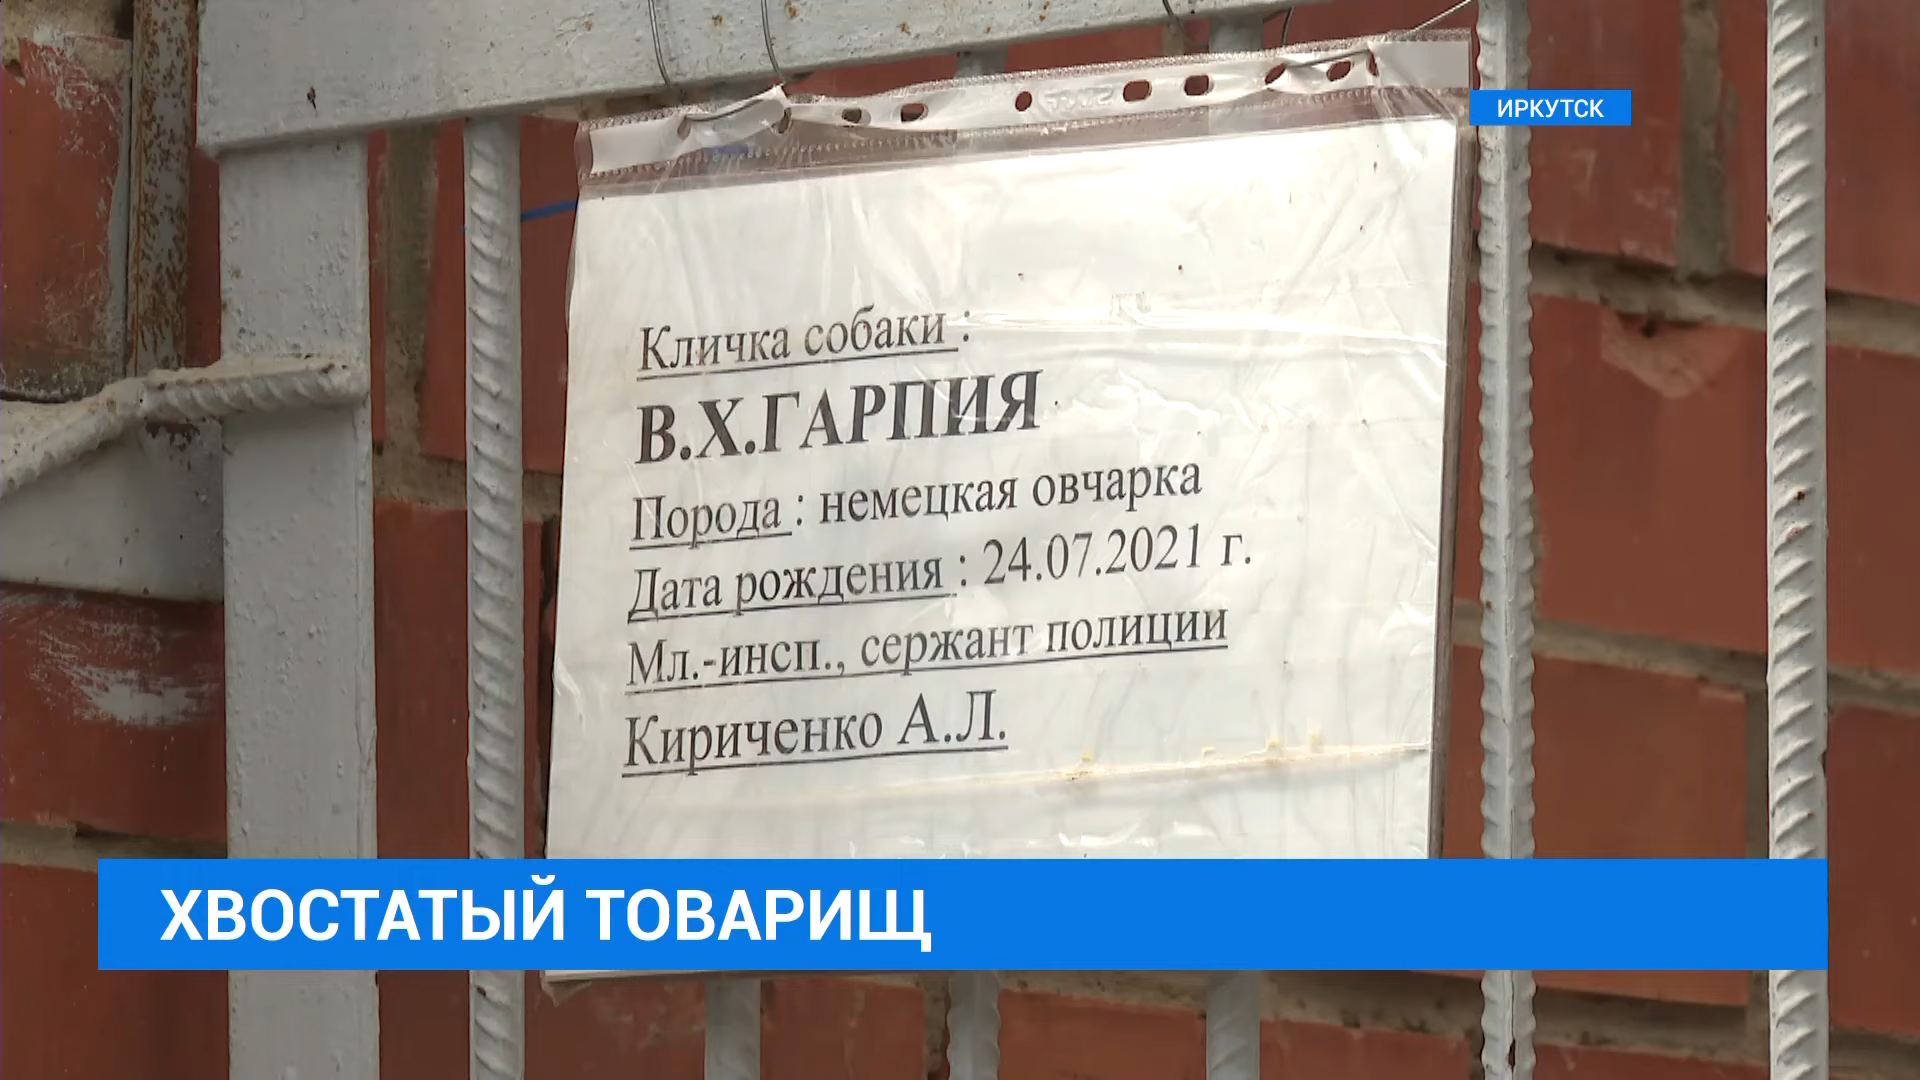 ИРКУТСК
Кличка собаки :
В.Х.ГАРПИЯ
Порода : немецкая овчарка
Дата рождения : 24.07.2021 г.
Мл.-инсп., сержант полиции
Кириченко А.Л.
ХВОСТАТЫЙ ТОВАРИЩ